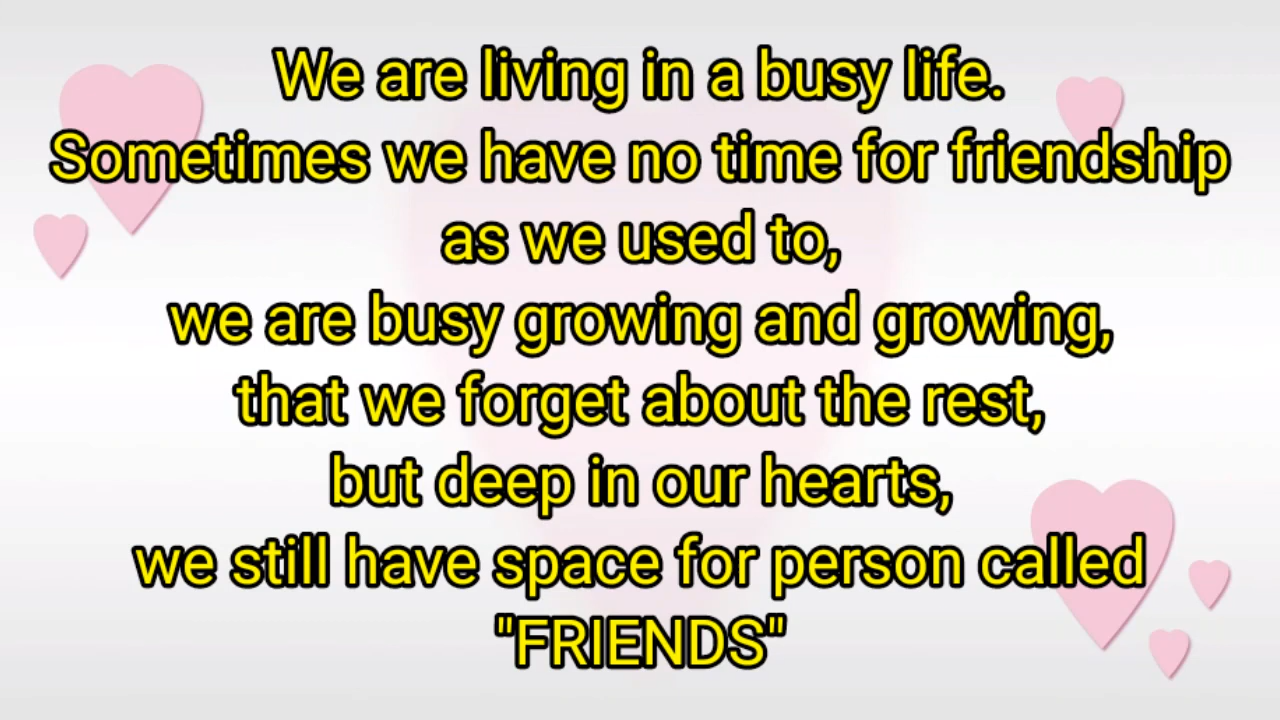 We are living in a busy life.
Sometimes we have no time for friendship
as we used to,
we are busy growing and growing,
that we forget about the rest,
but deep in our hearts,
we still have space for person called
"FRIENDS"